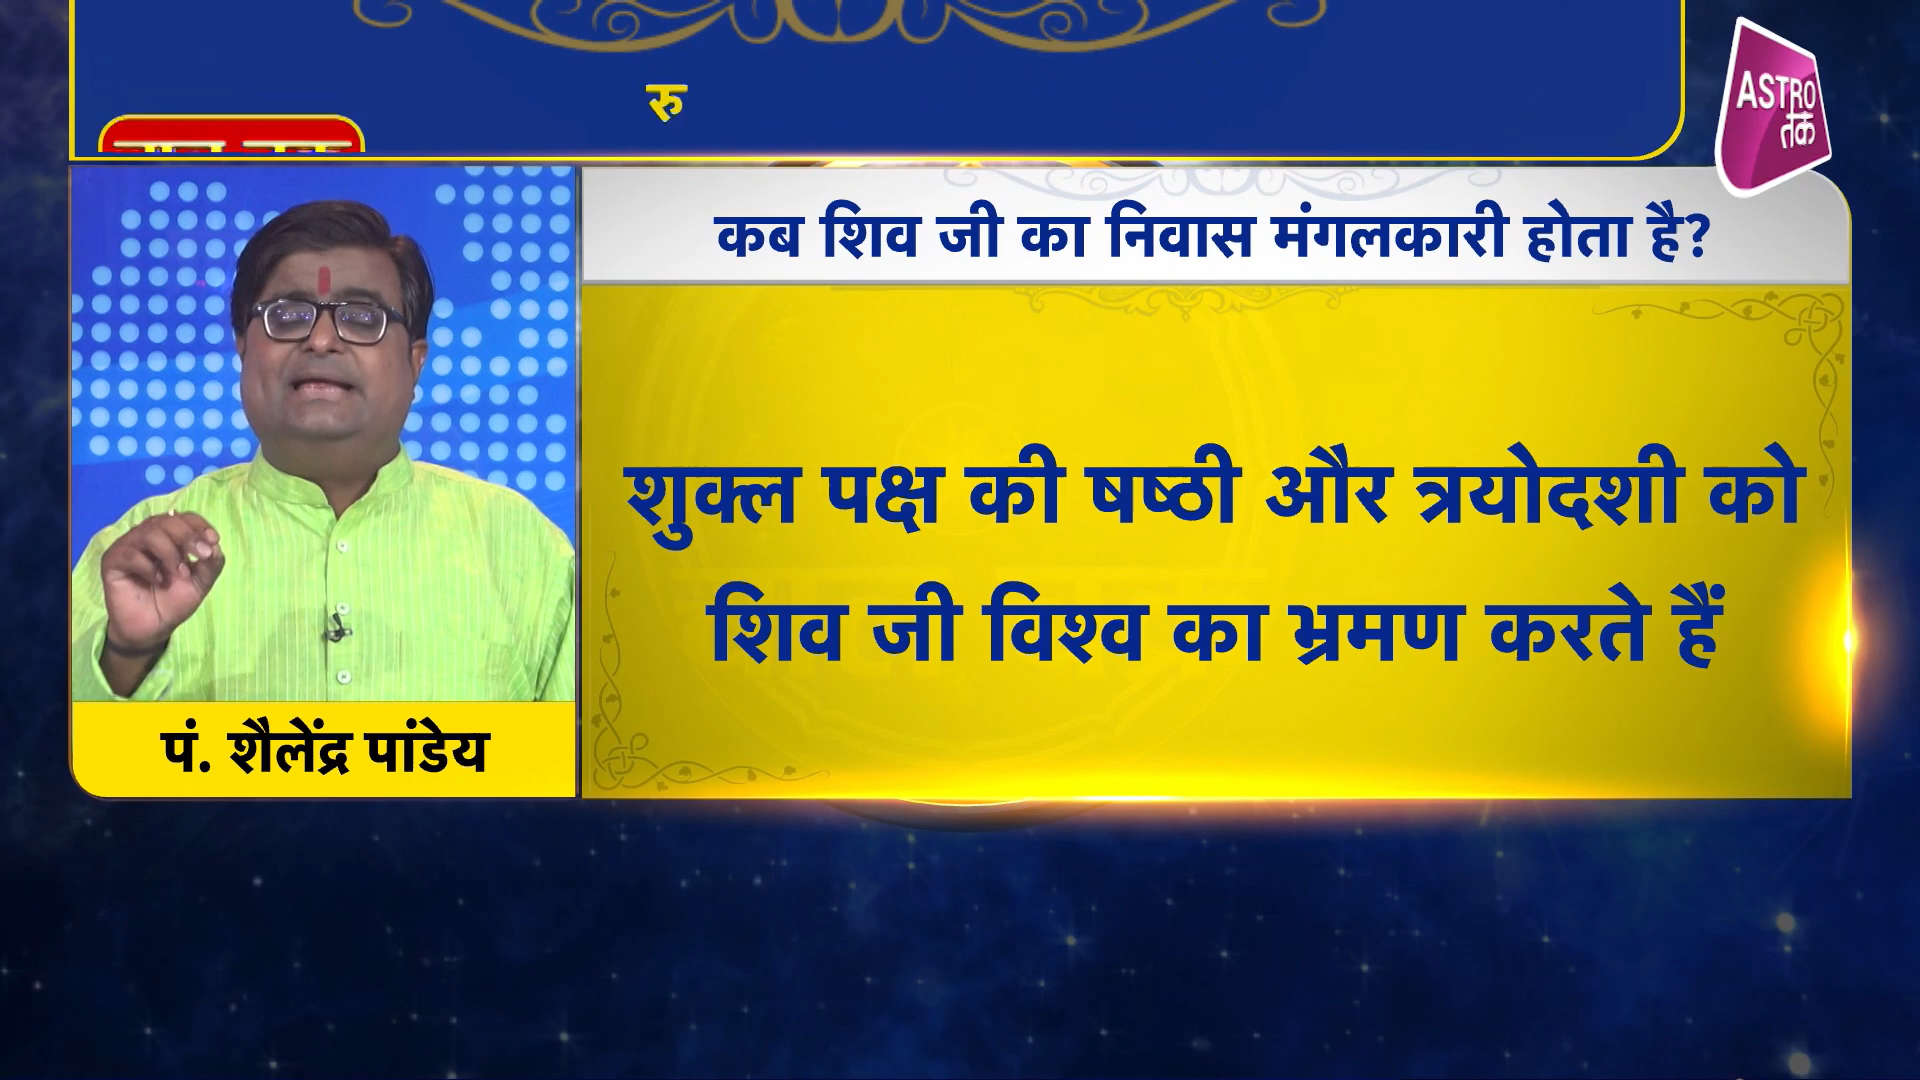 रु
ASTRO
तक
कब शिव जी का निवास मंगलकारी होता है?
शुक्ल पक्ष की षष्ठी और त्रयोदशी को
शिव जी विश्व का भ्रमण करते हैं
पं. शैलेंद्र पांडेय